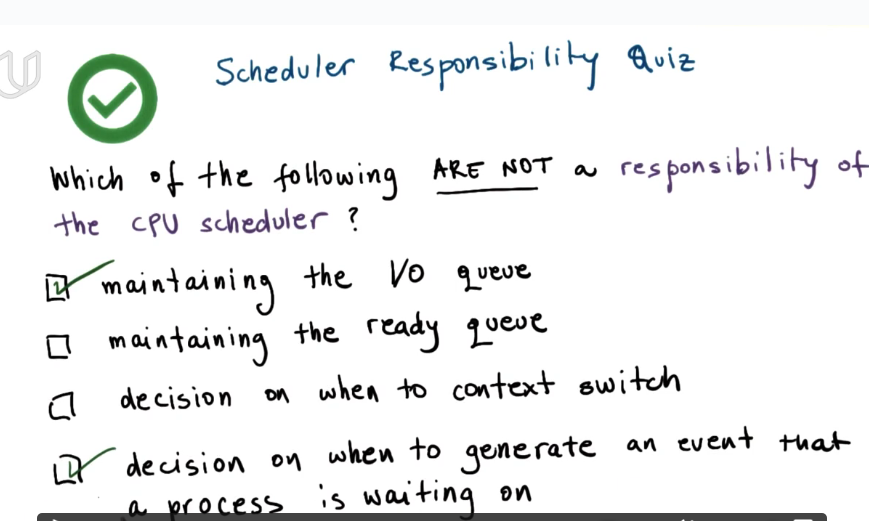 Scheduler Responsibility Quiz
Which of the following ARE NOT a responsibility of
the CPU scheduler ?
maintaining the I/O queue
maintaining the ready queue
decision on when to context switch
decision on when to generate an event that
a process is waiting on